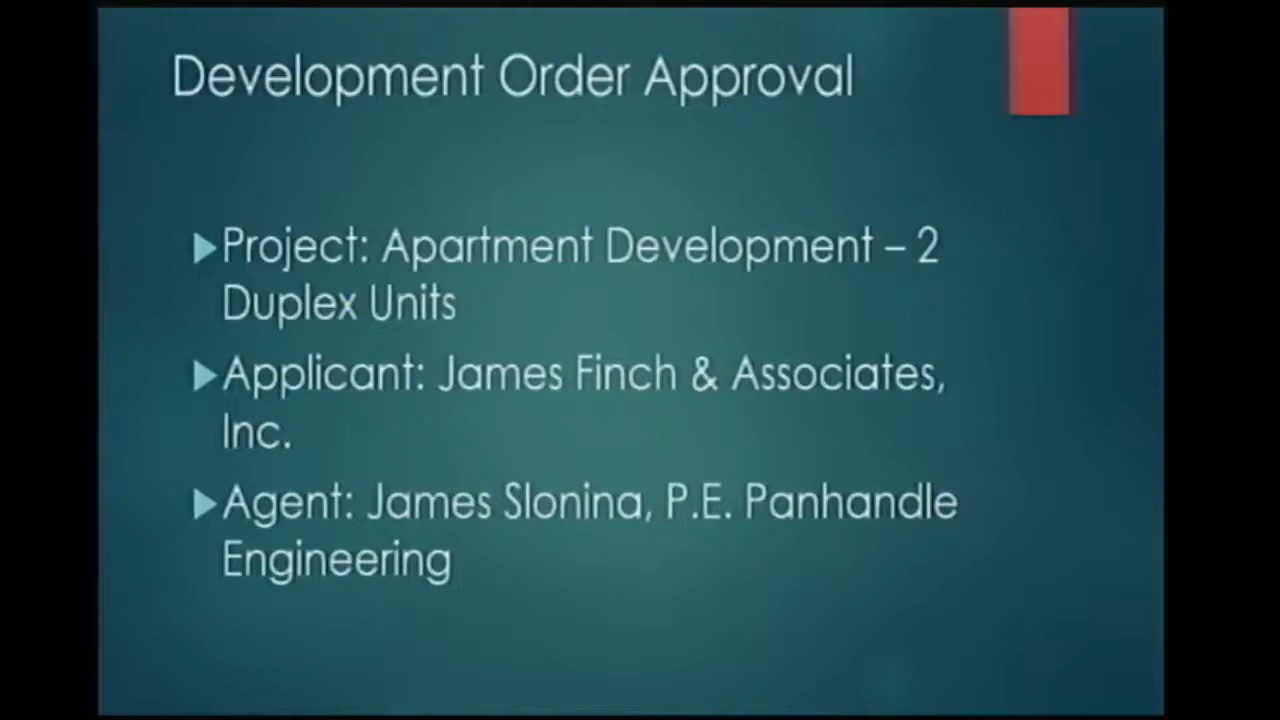 Development Order Approval
Project: Apartment Development – 2
Duplex Units
Applicant: James Finch & Associates,
Inc.
Agent: James Slonina, P.E. Panhandle
Engineering